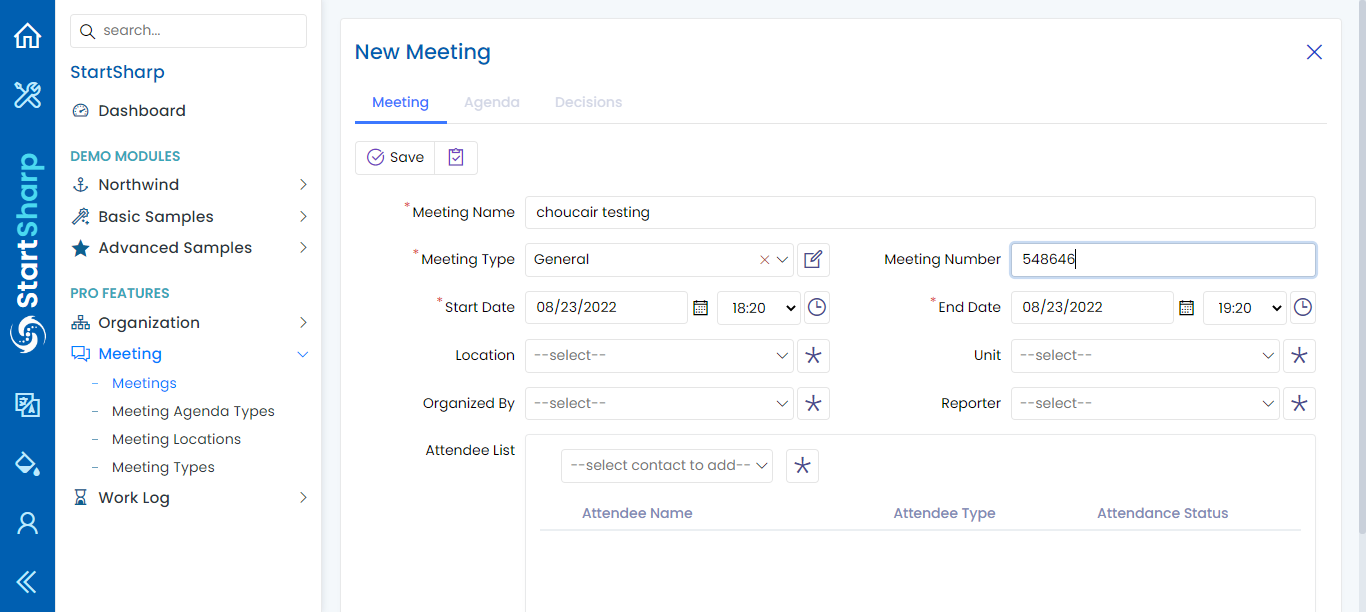 search...
StartSharp
Dashboard
DEMO MODULES
Northwind
Basic Samples
Advanced Samples
PRO FEATURES
Organization
Meeting
Meetings
Meeting Agenda Types
Meeting Locations
Meeting Types
Work Log
StartSharp
New Meeting
Meeting Agenda Decisions
Save
*Meeting Name choucair testing
*Meeting Type General Meeting Number 548646
*Start Date 08/23/2022 18:20 *End Date 08/23/2022 19:20
Location --select-- Unit --select--
Organized By --select-- Reporter --select--
Attendee List
--select contact to add--
Attendee Name Attendee Type Attendance Status